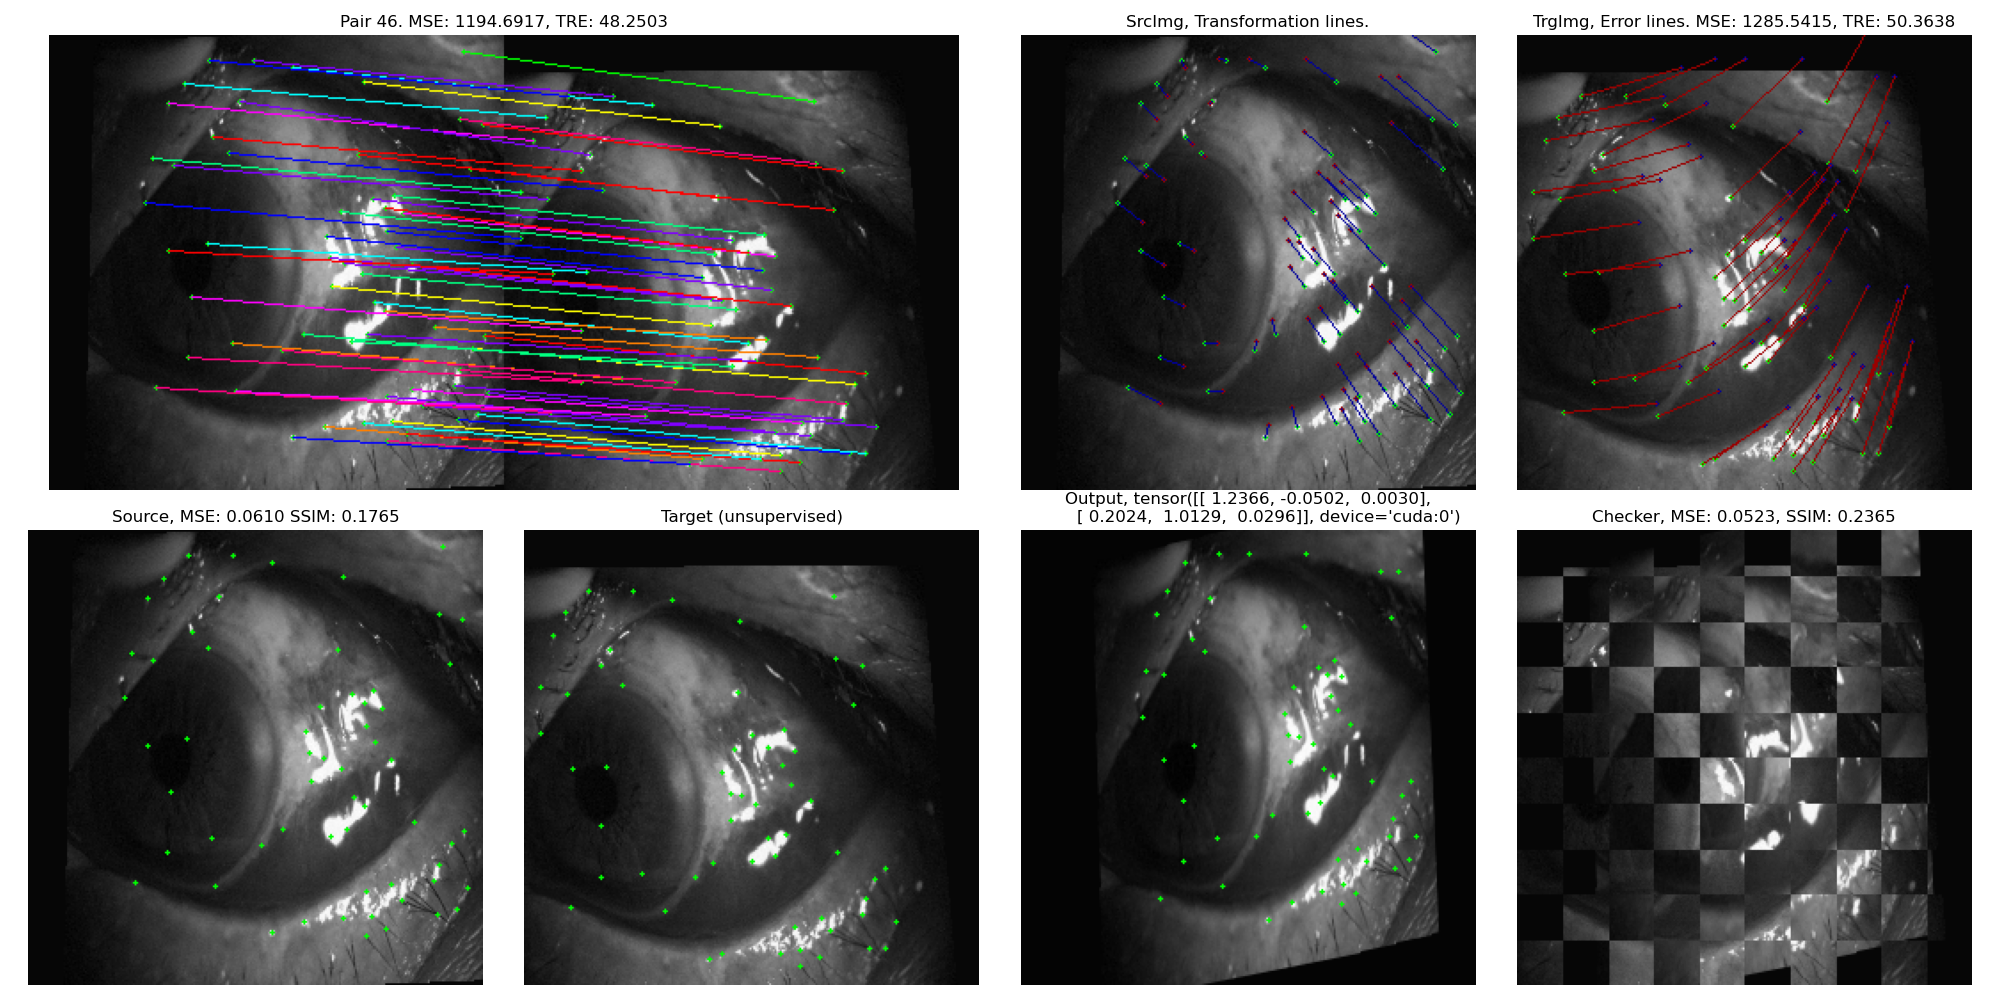 Pair 46. MSE: 1194.6917, TRE: 48.2503
SrcImg, Transformation lines.
TrgImg, Error lines. MSE: 1285.5415, TRE: 50.3638
Source, MSE: 0.0610 SSIM: 0.1765
Target (unsupervised)
Output, tensor([[ 1.2366, -0.0502,  0.0030],
[ 0.2024,  1.0129,  0.0296]], device='cuda:0')
Checker, MSE: 0.0523, SSIM: 0.2365